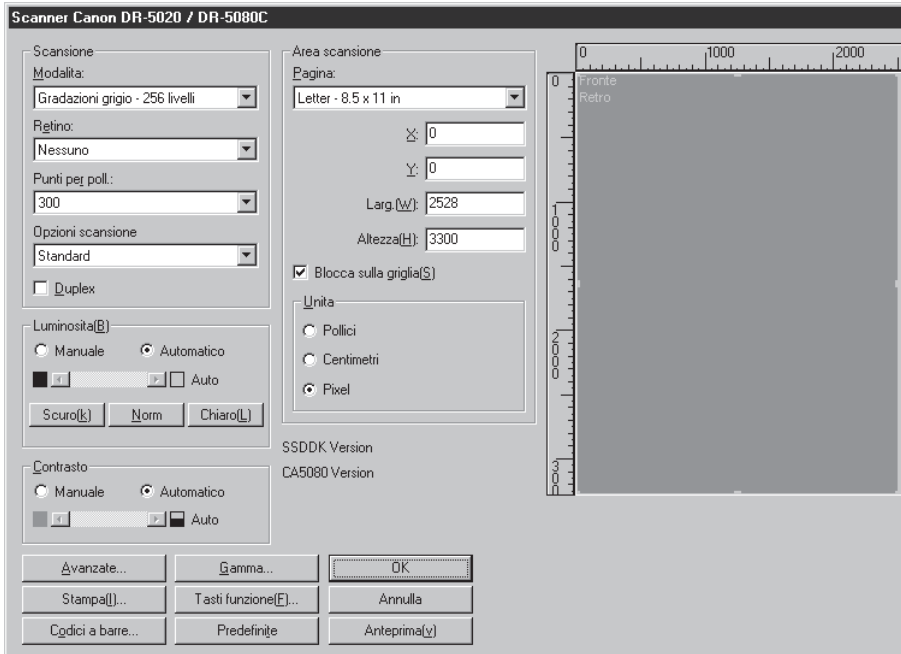 Scanner Canon DR-5020 / DR-5080C
Scansione
Modalita:
Gradazioni grigio - 256 livelli
Retino:
Nessuno
Punti per poll.:
300
Opzioni scansione
Standard
Duplex
Luminosita(B)
Manuale Automatico
Auto
Scuro(k) Norm Chiaro(L)
Contrasto
Manuale Automatico
Auto
Area scansione
Pagina:
Letter - 8.5 x 11 in
X: 0
Y: 0
Larg.(W): 2528
Altezza(H): 3300
Blocca sulla griglia(S)
Unita
Pollici
Centimetri
Pixel
SSDDK Version
CA5080 Version
0 1000 2000
0
1000
2000
300
Fronte
Retro
Avanzate... Gamma... OK
Stampa(I)... Tasti funzione(F)... Annulla
Codici a barre... Predefinite Anteprima(v)